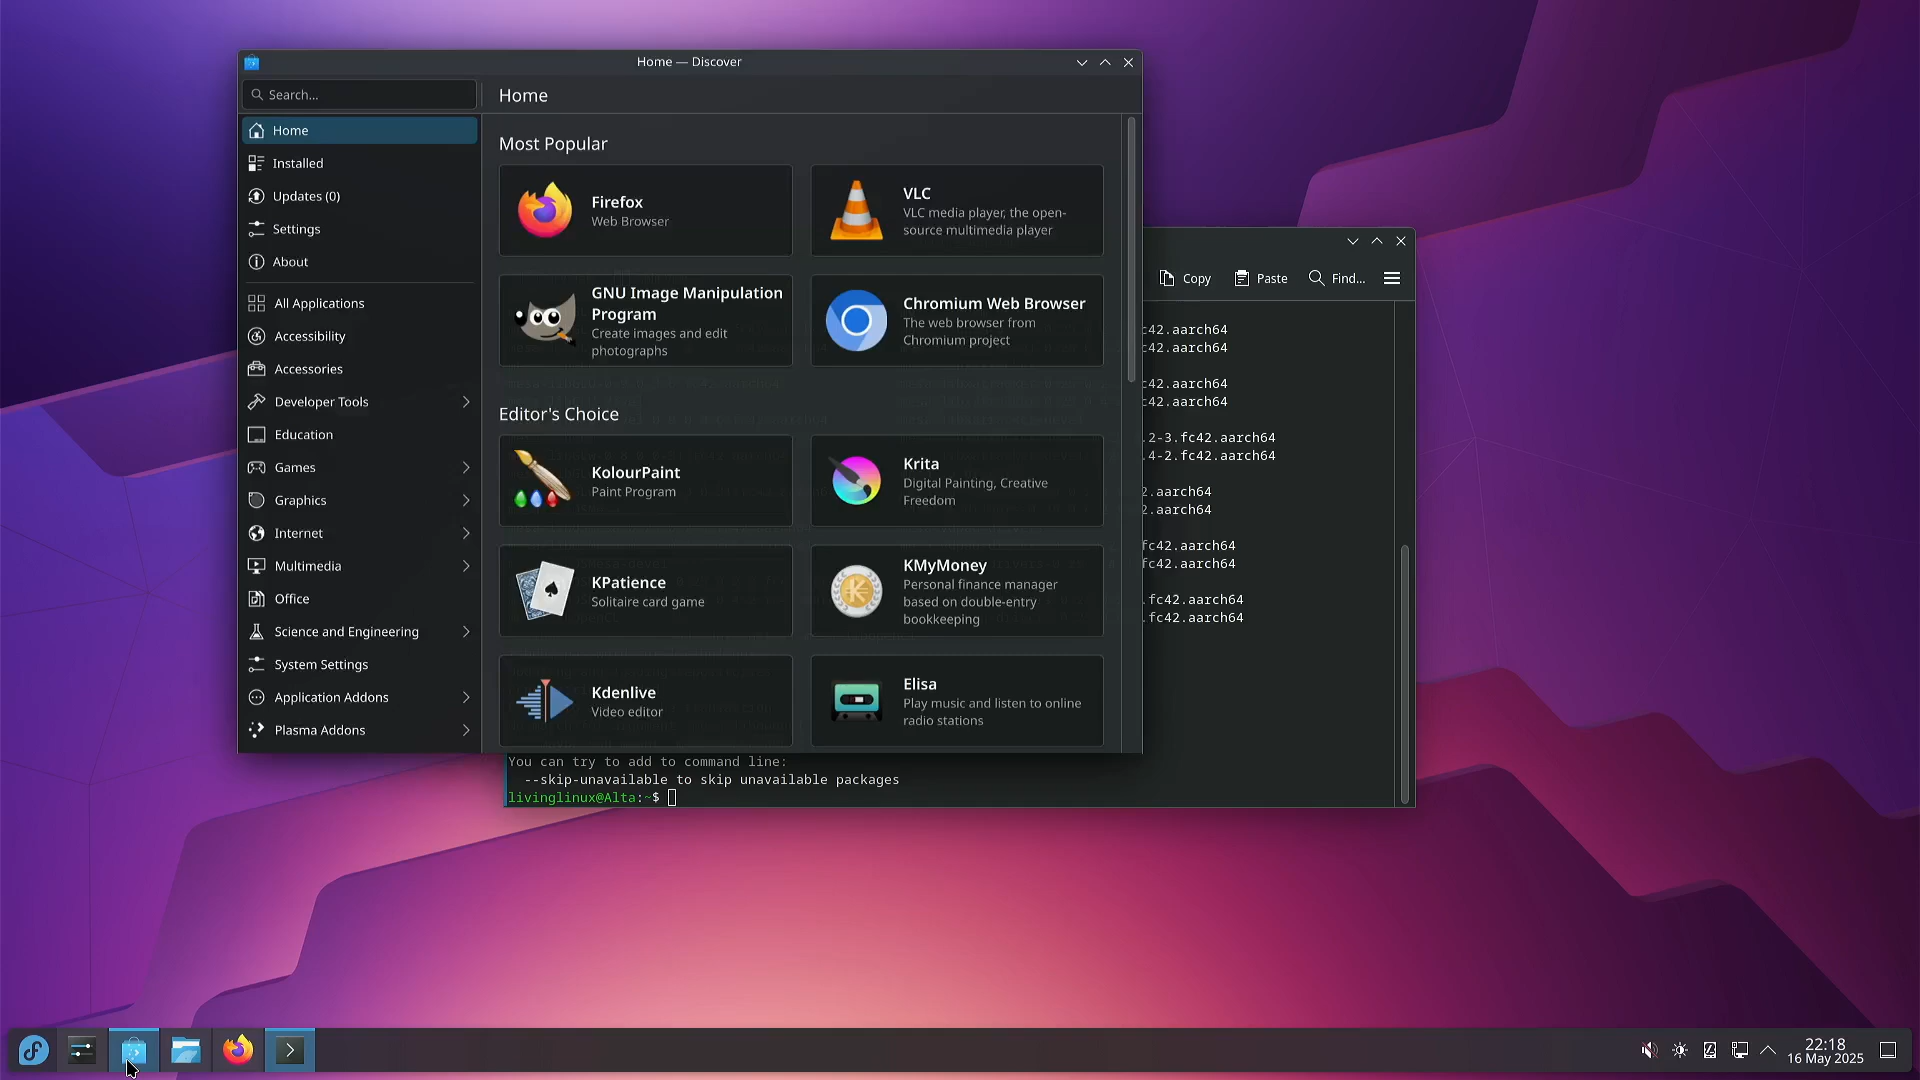 Home — Discover
Search...
Home
Home
Installed
Updates (0)
Settings
About
All Applications
Accessibility
Accessories
Developer Tools
Education
Games
Graphics
Internet
Multimedia
Office
Science and Engineering
System Settings
Application Addons
Plasma Addons
Most Popular
Firefox
Web Browser
VLC
VLC media player, the open-
source multimedia player
GNU Image Manipulation
Program
Create images and edit
photographs
Chromium Web Browser
The web browser from
Chromium project
Editor's Choice
KolourPaint
Paint Program
Krita
Digital Painting, Creative
Freedom
KPatience
Solitaire card game
KMyMoney
Personal finance manager
based on double-entry
bookkeeping
Kdenlive
Video editor
Elisa
Play music and listen to online
radio stations
Copy
Paste
Find...
c42.aarch64
c42.aarch64
c42.aarch64
c42.aarch64
.2-3.fc42.aarch64
.4-2.fc42.aarch64
2.aarch64
2.aarch64
fc42.aarch64
fc42.aarch64
.fc42.aarch64
.fc42.aarch64
You can try to add to command line:
--skip-unavailable to skip unavailable packages
livinglinux@Alta:~$
22:18
16 May 2025